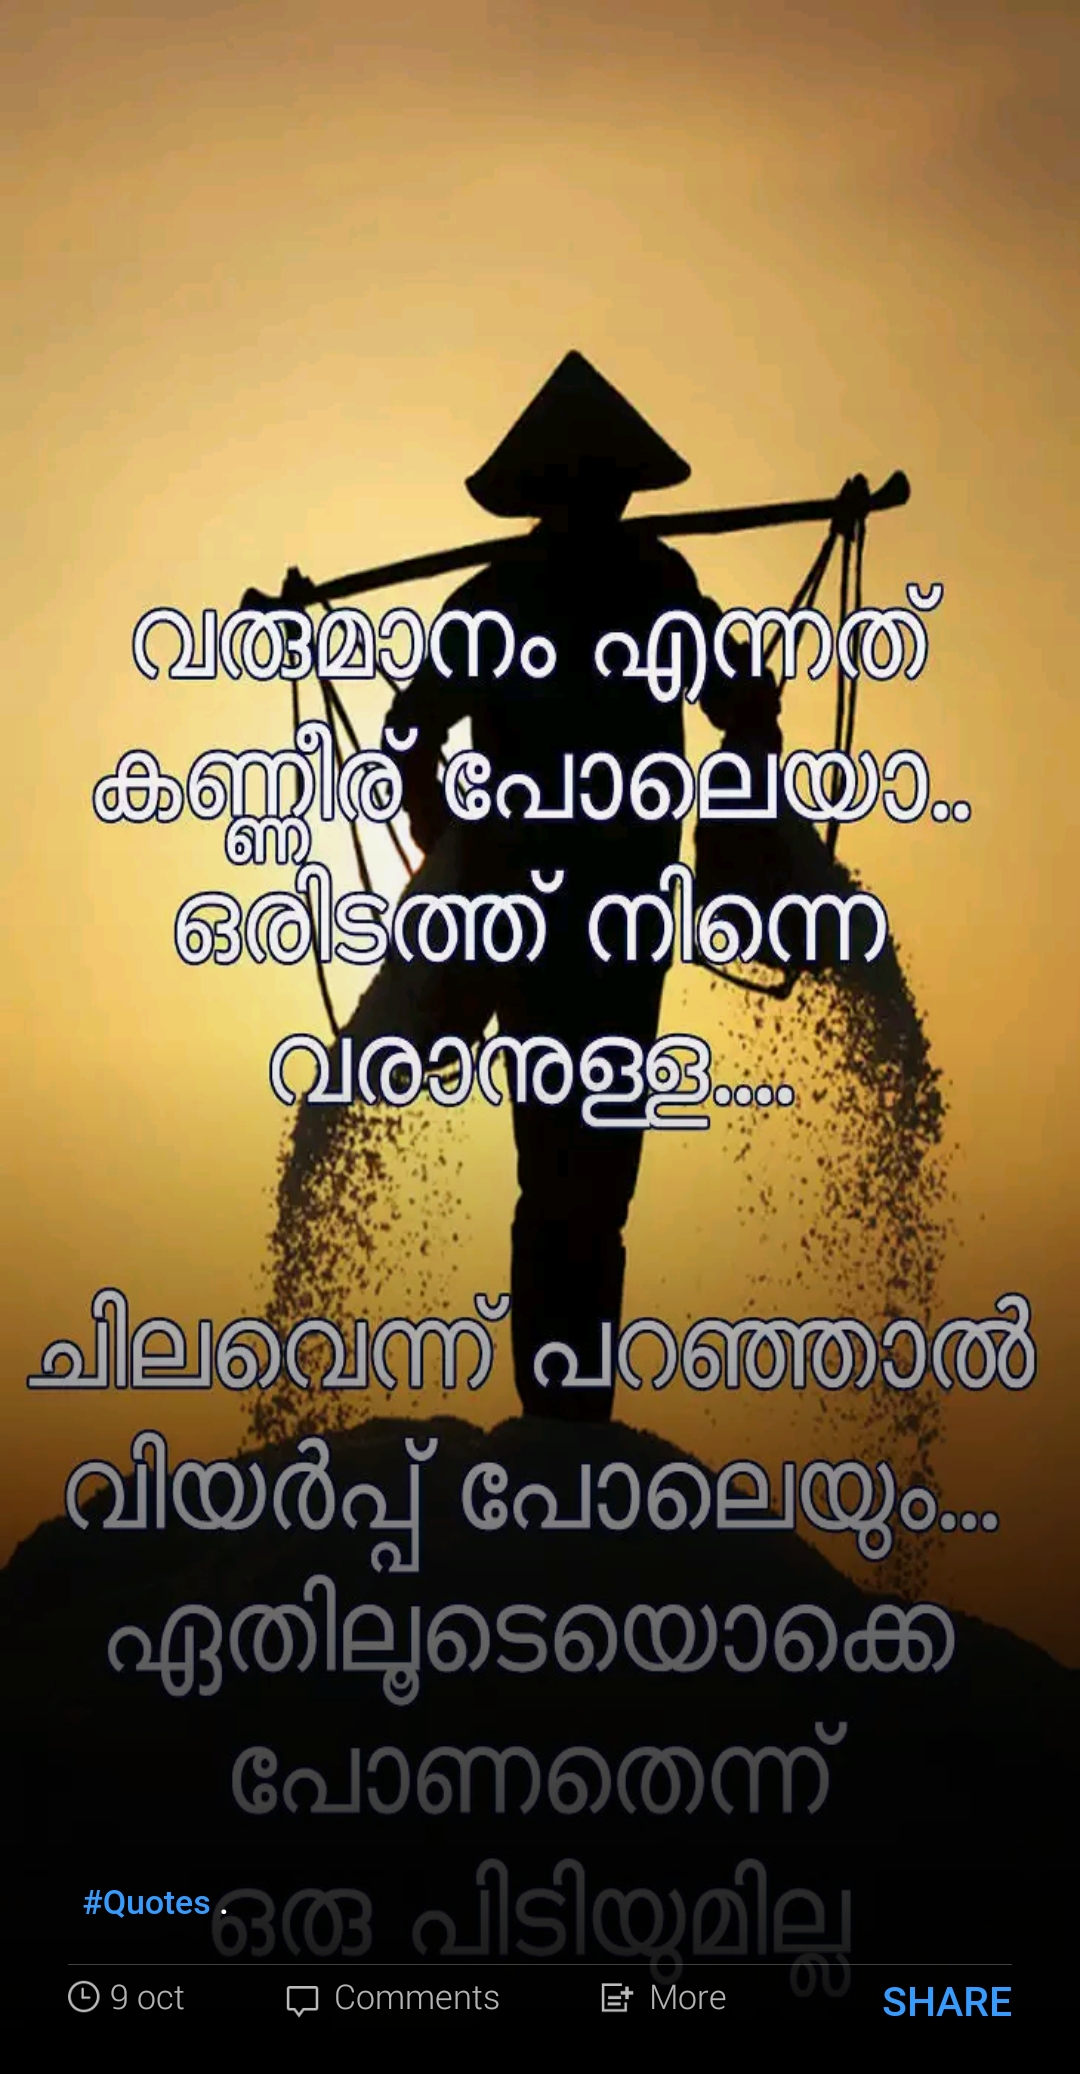 വരുമാനം എന്നത്
കണ്ണീര് പോലെയാ..
ഒരിടത്ത് നിന്നെ
വരാനുള്ളു....
ചിലവെന്ന് പറഞ്ഞാൽ
വിയർപ്പ് പോലെയും...
ഏതിലൂടെയൊക്കെ
പോണതെന്ന്
ഒരു പിടിയുമില്ല
#Quotes .
9 oct Comments More SHARE